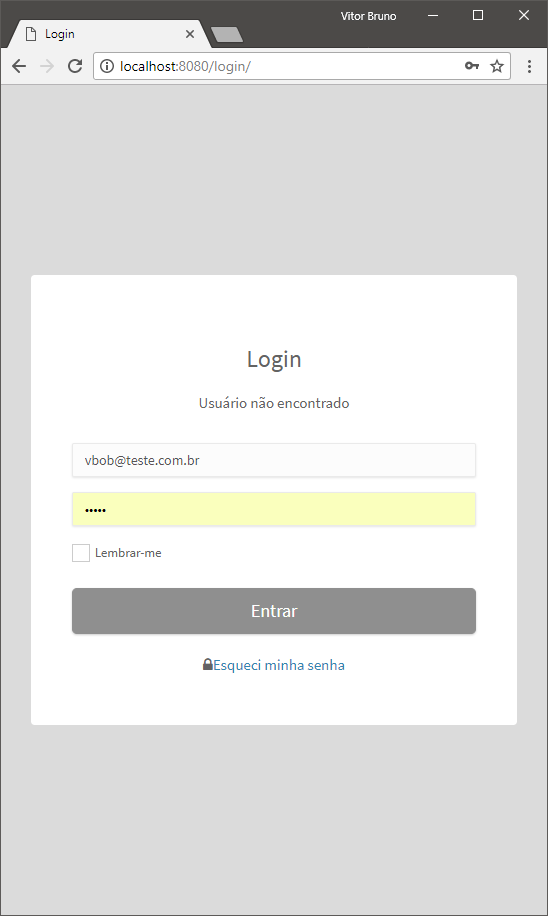 Vitor Bruno
Login
localhost:8080/login/
Login
Usuário não encontrado
vbob@teste.com.br
•••••
Lembrar-me
Entrar
Esqueci minha senha